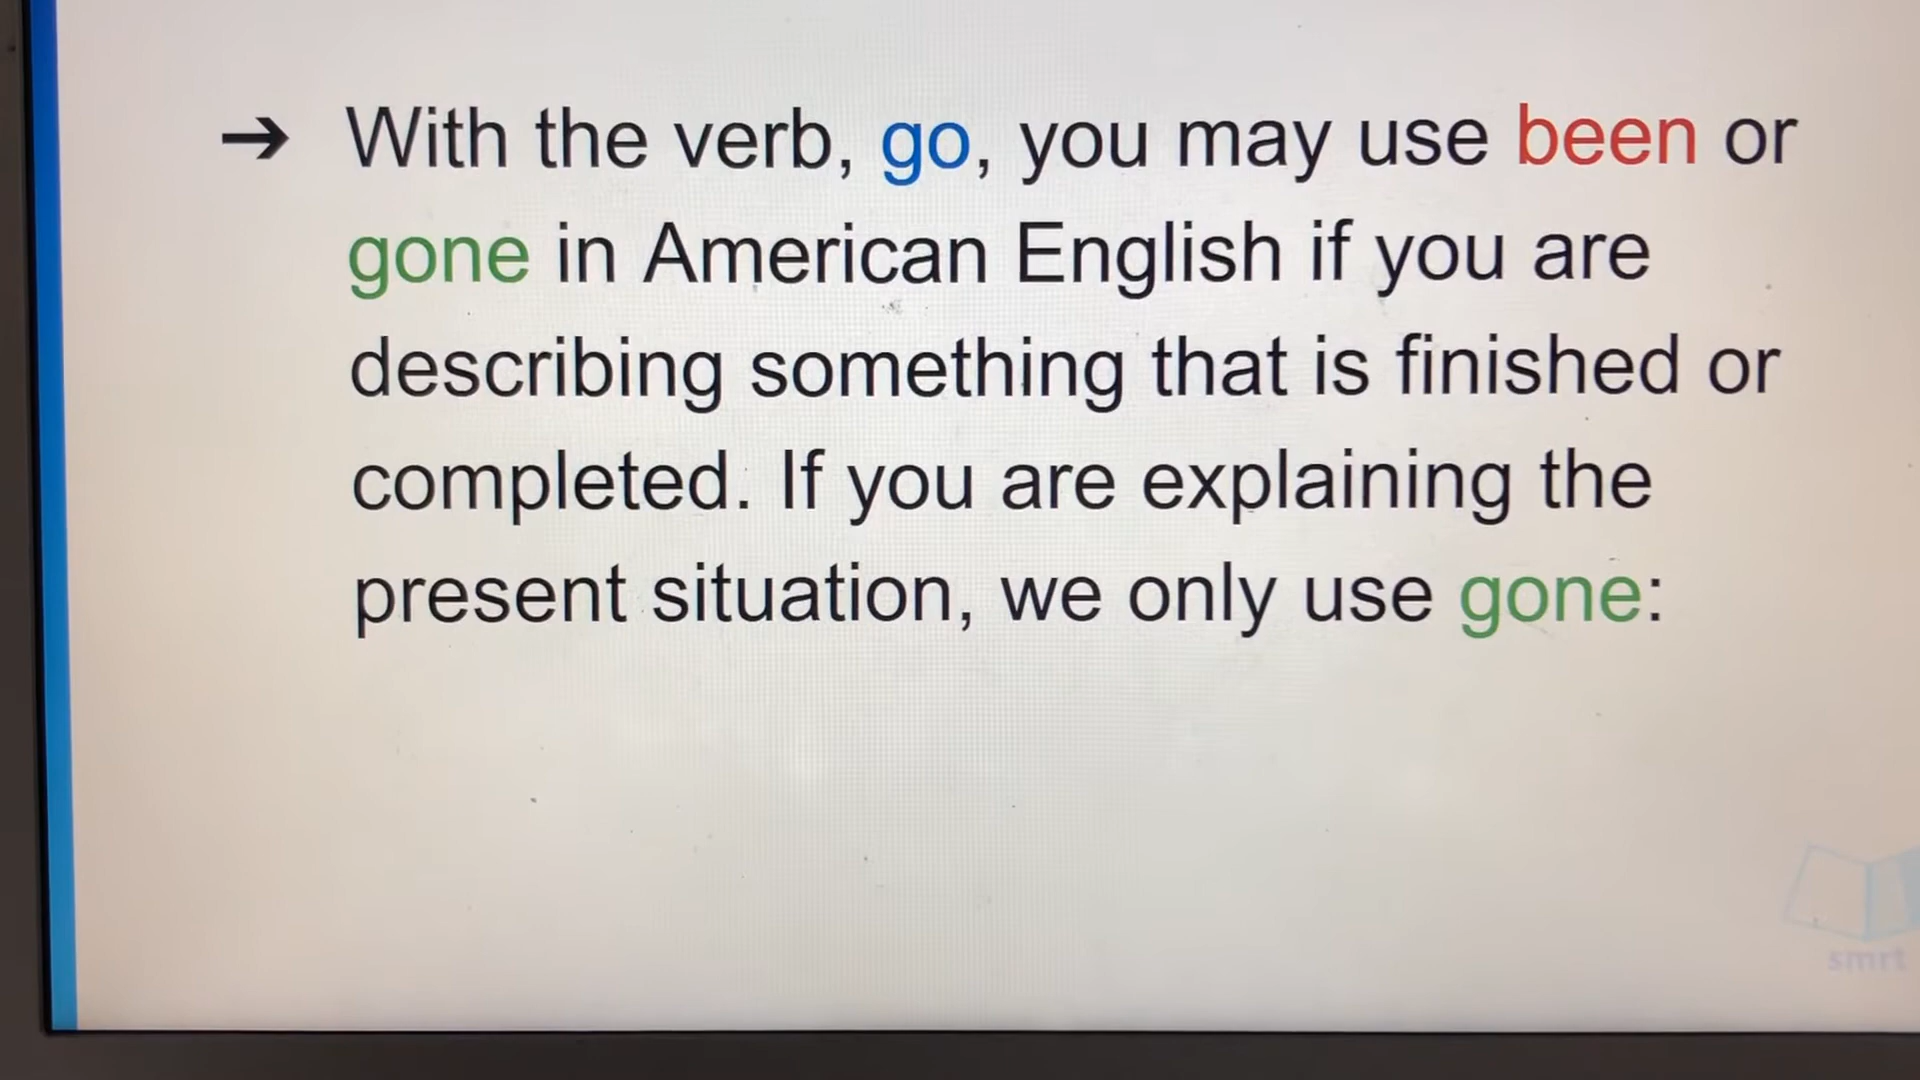 ➔ With the verb, go, you may use been or
gone in American English if you are
describing something that is finished or
completed. If you are explaining the
present situation, we only use gone:
smrt